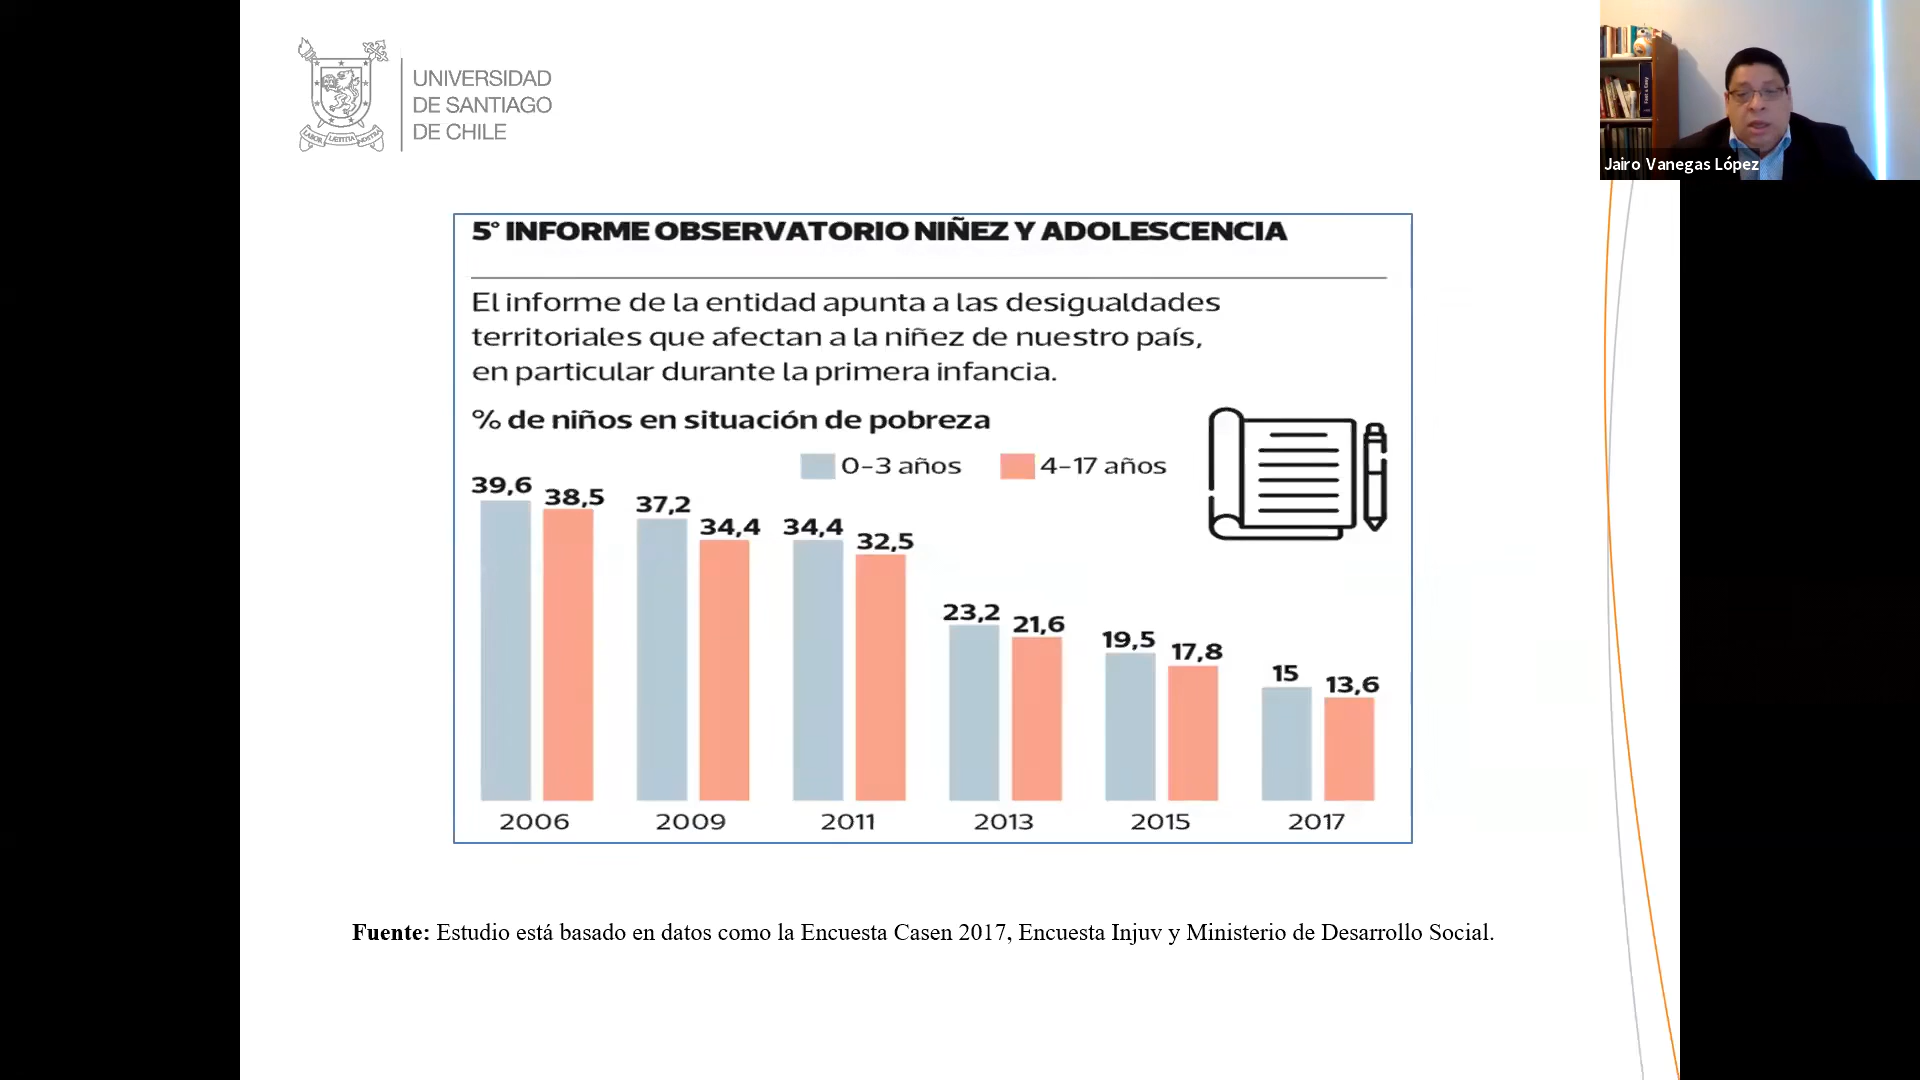 UNIVERSIDAD
DE SANTIAGO
DE CHILE
LABOR LÆTITIA NOSTRA
Jairo Vanegas López
5° INFORME OBSERVATORIO NIÑEZ Y ADOLESCENCIA
El informe de la entidad apunta a las desigualdades
territoriales que afectan a la niñez de nuestro país,
en particular durante la primera infancia.
% de niños en situación de pobreza
0-3 años 4-17 años
39,6 38,5 37,2 34,4 34,4 32,5 23,2 21,6 19,5 17,8 15 13,6
2006 2009 2011 2013 2015 2017
Fuente: Estudio está basado en datos como la Encuesta Casen 2017, Encuesta Injuv y Ministerio de Desarrollo Social.